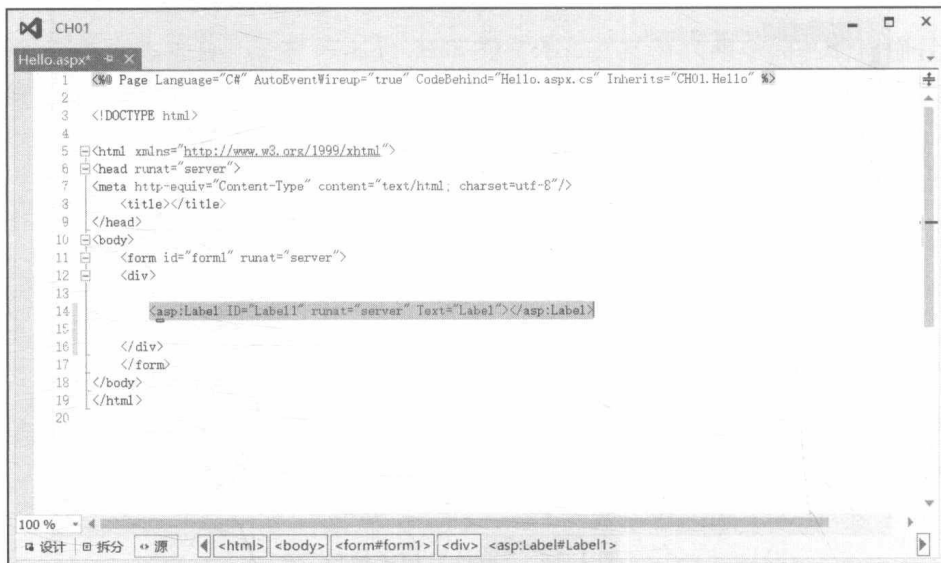 CH01
Hello.aspx*
1 <%@ Page Language="C#" AutoEventWireup="true" CodeBehind="Hello.aspx.cs" Inherits="CH01.Hello" %>
2
3 <!DOCTYPE html>
4
5 <html xmlns="http://www.w3.org/1999/xhtml">
6 <head runat="server">
7 <meta http-equiv="Content-Type" content="text/html; charset=utf-8"/>
8 <title></title>
9 </head>
10 <body>
11 <form id="form1" runat="server">
12 <div>
13
14 <asp:Label ID="Label1" runat="server" Text="Label"></asp:Label>
15
16 </div>
17 </form>
18 </body>
19 </html>
20
100 %
设计 拆分 源 <html> <body> <form#form1> <div> <asp:Label#Label1>